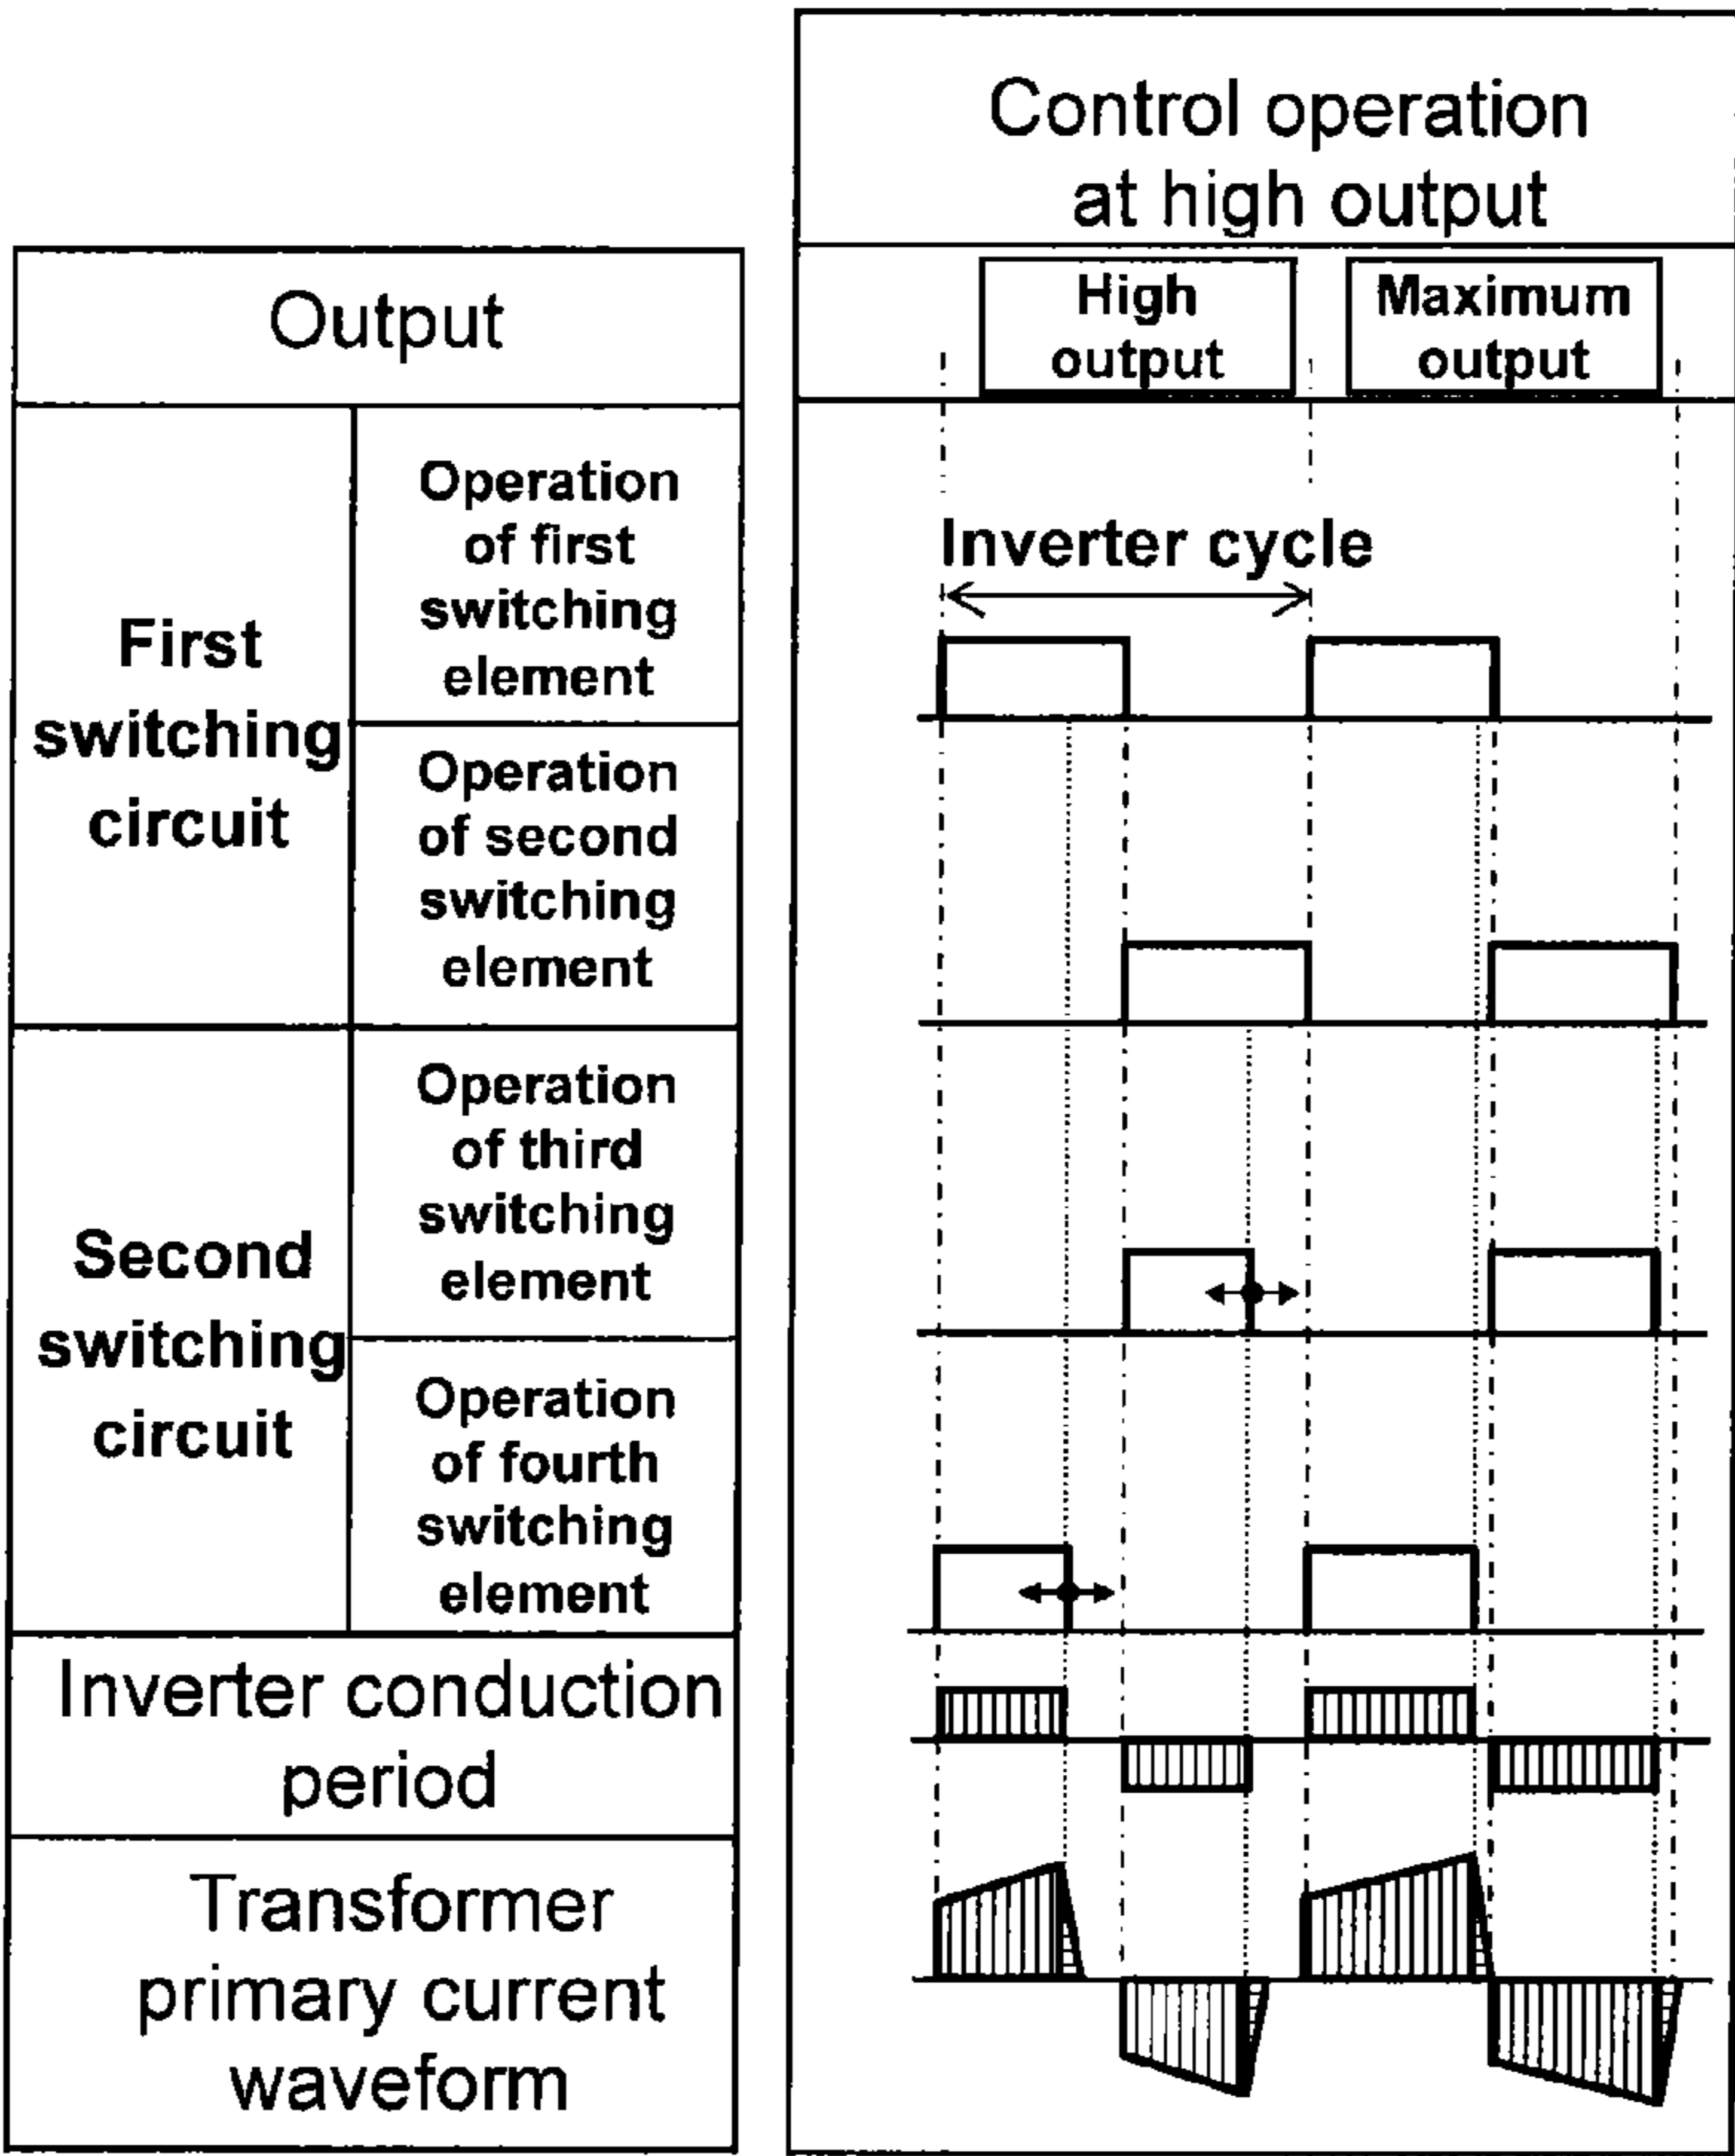 Control operation
at high output
High
output
Maximum
output
Output
First
switching
circuit
Operation
of first
switching
element
Inverter cycle
Operation
of second
switching
element
Second
switching
circuit
Operation
of third
switching
element
Operation
of fourth
switching
element
Inverter conduction
period
Transformer
primary current
waveform